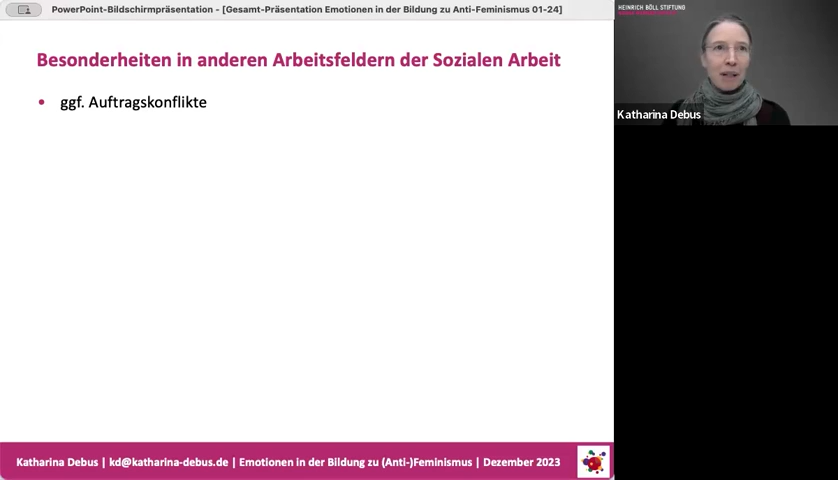 PowerPoint-Bildschirmpräsentation - [Gesamt-Präsentation Emotionen in der Bildung zu Anti-Feminismus 01-24]
HEINRICH BÖLL STIFTUNG
Besonderheiten in anderen Arbeitsfeldern der Sozialen Arbeit
• ggf. Auftragskonflikte
Katharina Debus
Katharina Debus | kd@katharina-debus.de | Emotionen in der Bildung zu (Anti-)Feminismus | Dezember 2023